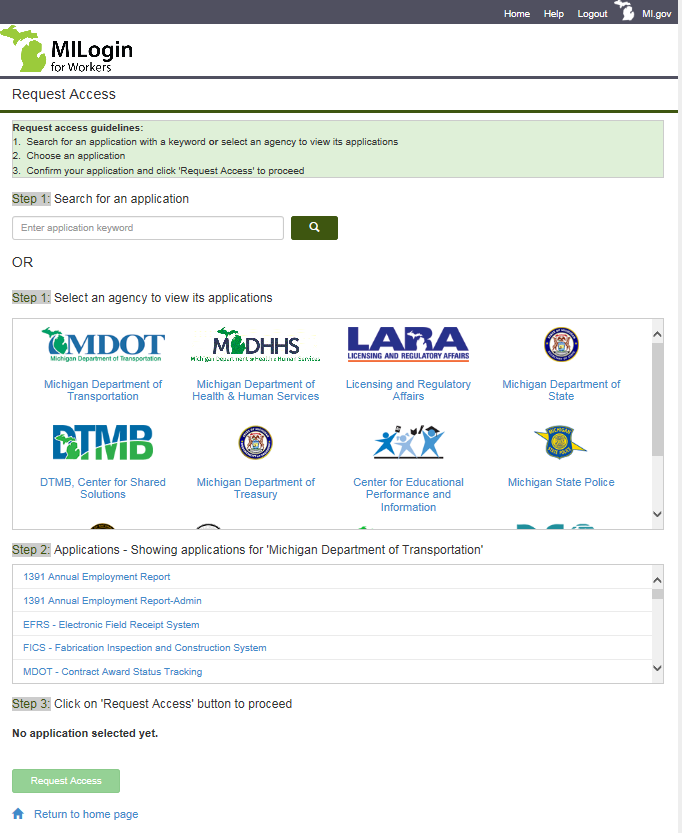 Home Help Logout MI.gov
MILogin
for Workers
Request Access
Request access guidelines:
1. Search for an application with a keyword or select an agency to view its applications
2. Choose an application
3. Confirm your application and click 'Request Access' to proceed
Step 1: Search for an application
Enter application keyword
OR
Step 1: Select an agency to view its applications
MDOT
Michigan Department of Transportation
MDHHS
Michigan Department of Health & Human Services
LARA
LICENSING AND REGULATORY AFFAIRS
Michigan Department of
Transportation
Michigan Department of
Health & Human Services
Licensing and Regulatory
Affairs
Michigan Department of
State
DTMB
MICHIGAN
STATE POLICE
DTMB, Center for Shared
Solutions
Michigan Department of
Treasury
Center for Educational
Performance and
Information
Michigan State Police
Step 2: Applications - Showing applications for 'Michigan Department of Transportation'
1391 Annual Employment Report
1391 Annual Employment Report-Admin
EFRS - Electronic Field Receipt System
FICS - Fabrication Inspection and Construction System
MDOT - Contract Award Status Tracking
Step 3: Click on 'Request Access' button to proceed
No application selected yet.
Request Access
Return to home page